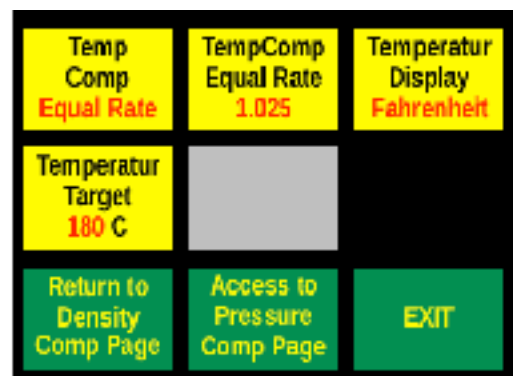 Temp
Comp
Equal Rate
TempComp
Equal Rate
1.025
Temperatur
Display
Fahrenheit
Temperatur
Target
180 C
Return to
Density
Comp Page
Access to
Pressure
Comp Page
EXIT